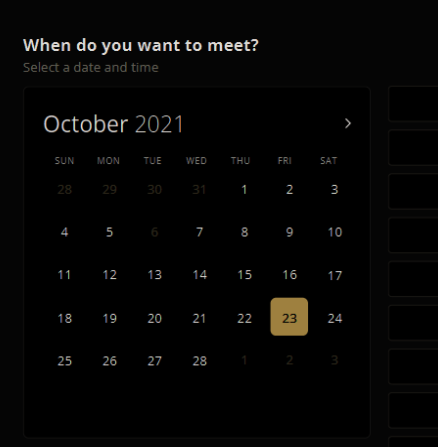 When do you want to meet?
Select a date and time
October 2021 >
SUN MON TUE WED THU FRI SAT
28 29 30 31 1 2 3
4 5 6 7 8 9 10
11 12 13 14 15 16 17
18 19 20 21 22 23 24
25 26 27 28 1 2 3